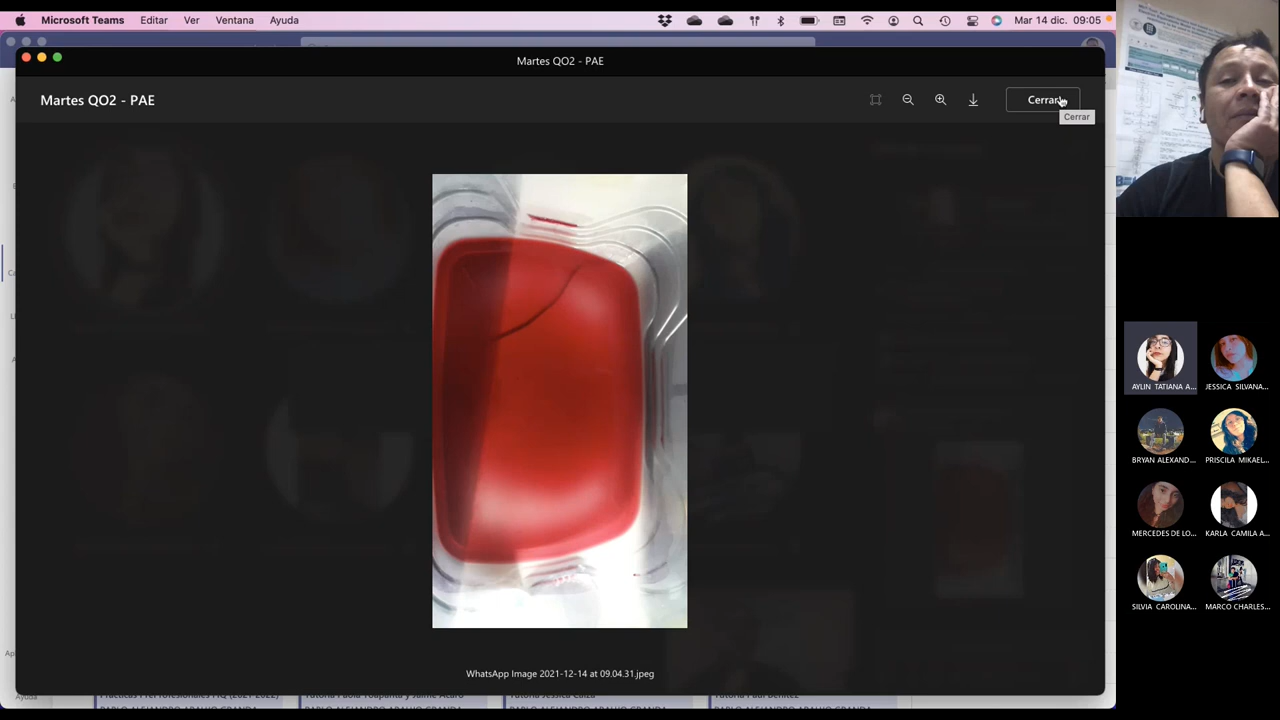 Microsoft Teams Editar Ver Ventana Ayuda Mar 14 dic. 09:05
Martes QO2 - PAE
Martes QO2 - PAE
Cerrar
Cerrar
WhatsApp Image 2021-12-14 at 09.04.31.jpeg
AYLIN TATIANA A...
JESSICA SILVANA...
BRYAN ALEXAND...
PRISCILA MIKAEL...
MERCEDES DE LO...
KARLA CAMILA A...
SILVIA CAROLINA...
MARCO CHARLES...